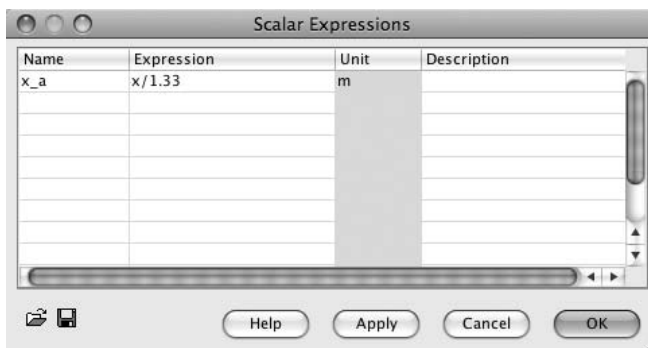 Scalar Expressions
Name Expression Unit Description
x_a x/1.33 m
Help Apply Cancel OK